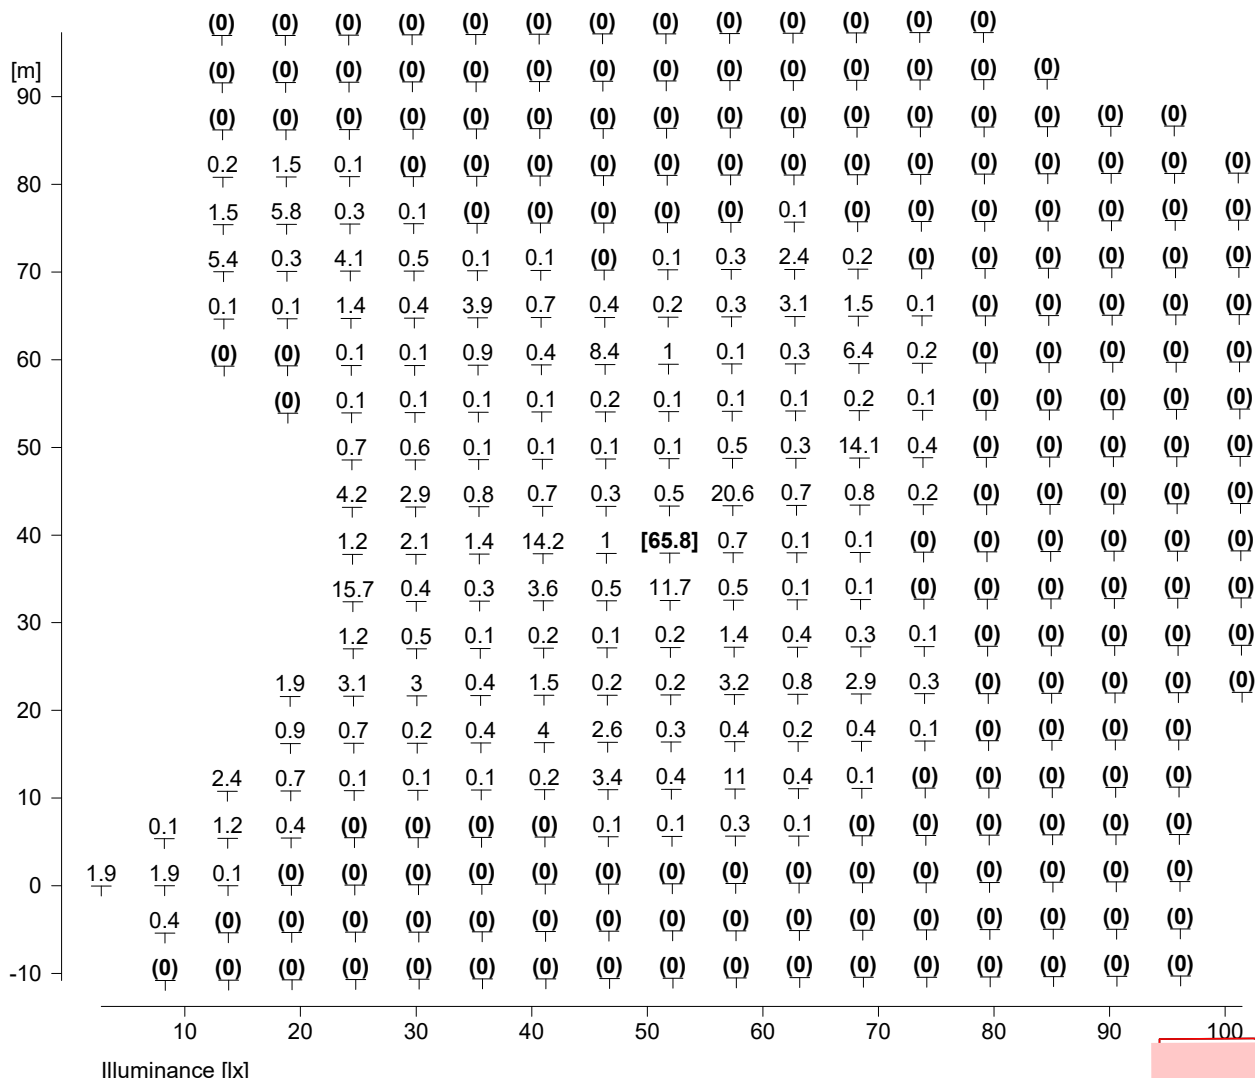 (0) (0) (0) (0) (0) (0) (0) (0) (0) (0) (0) (0) (0)
[m] (0) (0) (0) (0) (0) (0) (0) (0) (0) (0) (0) (0) (0) (0)
90
(0) (0) (0) (0) (0) (0) (0) (0) (0) (0) (0) (0) (0) (0) (0) (0)
0.2 1.5 0.1 (0) (0) (0) (0) (0) (0) (0) (0) (0) (0) (0) (0) (0) (0)
80
1.5 5.8 0.3 0.1 (0) (0) (0) (0) (0) 0.1 (0) (0) (0) (0) (0) (0) (0)
5.4 0.3 4.1 0.5 0.1 0.1 (0) 0.1 0.3 2.4 0.2 (0) (0) (0) (0) (0) (0)
70
0.1 0.1 1.4 0.4 3.9 0.7 0.4 0.2 0.3 3.1 1.5 0.1 (0) (0) (0) (0) (0)
60 (0) (0) 0.1 0.1 0.9 0.4 8.4 1 0.1 0.3 6.4 0.2 (0) (0) (0) (0) (0)
(0) 0.1 0.1 0.1 0.1 0.2 0.1 0.1 0.1 0.2 0.1 (0) (0) (0) (0) (0)
50 0.7 0.6 0.1 0.1 0.1 0.1 0.5 0.3 14.1 0.4 (0) (0) (0) (0) (0)
4.2 2.9 0.8 0.7 0.3 0.5 20.6 0.7 0.8 0.2 (0) (0) (0) (0) (0)
40 1.2 2.1 1.4 14.2 1 [65.8] 0.7 0.1 0.1 (0) (0) (0) (0) (0) (0)
15.7 0.4 0.3 3.6 0.5 11.7 0.5 0.1 0.1 (0) (0) (0) (0) (0) (0)
30 1.2 0.5 0.1 0.2 0.1 0.2 1.4 0.4 0.3 0.1 (0) (0) (0) (0) (0)
1.9 3.1 3 0.4 1.5 0.2 0.2 3.2 0.8 2.9 0.3 (0) (0) (0) (0) (0)
20
0.9 0.7 0.2 0.4 4 2.6 0.3 0.4 0.2 0.4 0.1 (0) (0) (0) (0)
2.4 0.7 0.1 0.1 0.1 0.2 3.4 0.4 11 0.4 0.1 (0) (0) (0) (0) (0)
10
0.1 1.2 0.4 (0) (0) (0) (0) 0.1 0.1 0.3 0.1 (0) (0) (0) (0) (0) (0)
0 1.9 1.9 0.1 (0) (0) (0) (0) (0) (0) (0) (0) (0) (0) (0) (0) (0) (0) (0)
0.4 (0) (0) (0) (0) (0) (0) (0) (0) (0) (0) (0) (0) (0) (0) (0) (0)
-10 (0) (0) (0) (0) (0) (0) (0) (0) (0) (0) (0) (0) (0) (0) (0) (0) (0)
10 20 30 40 50 60 70 80 90 100
Illuminance [lx]